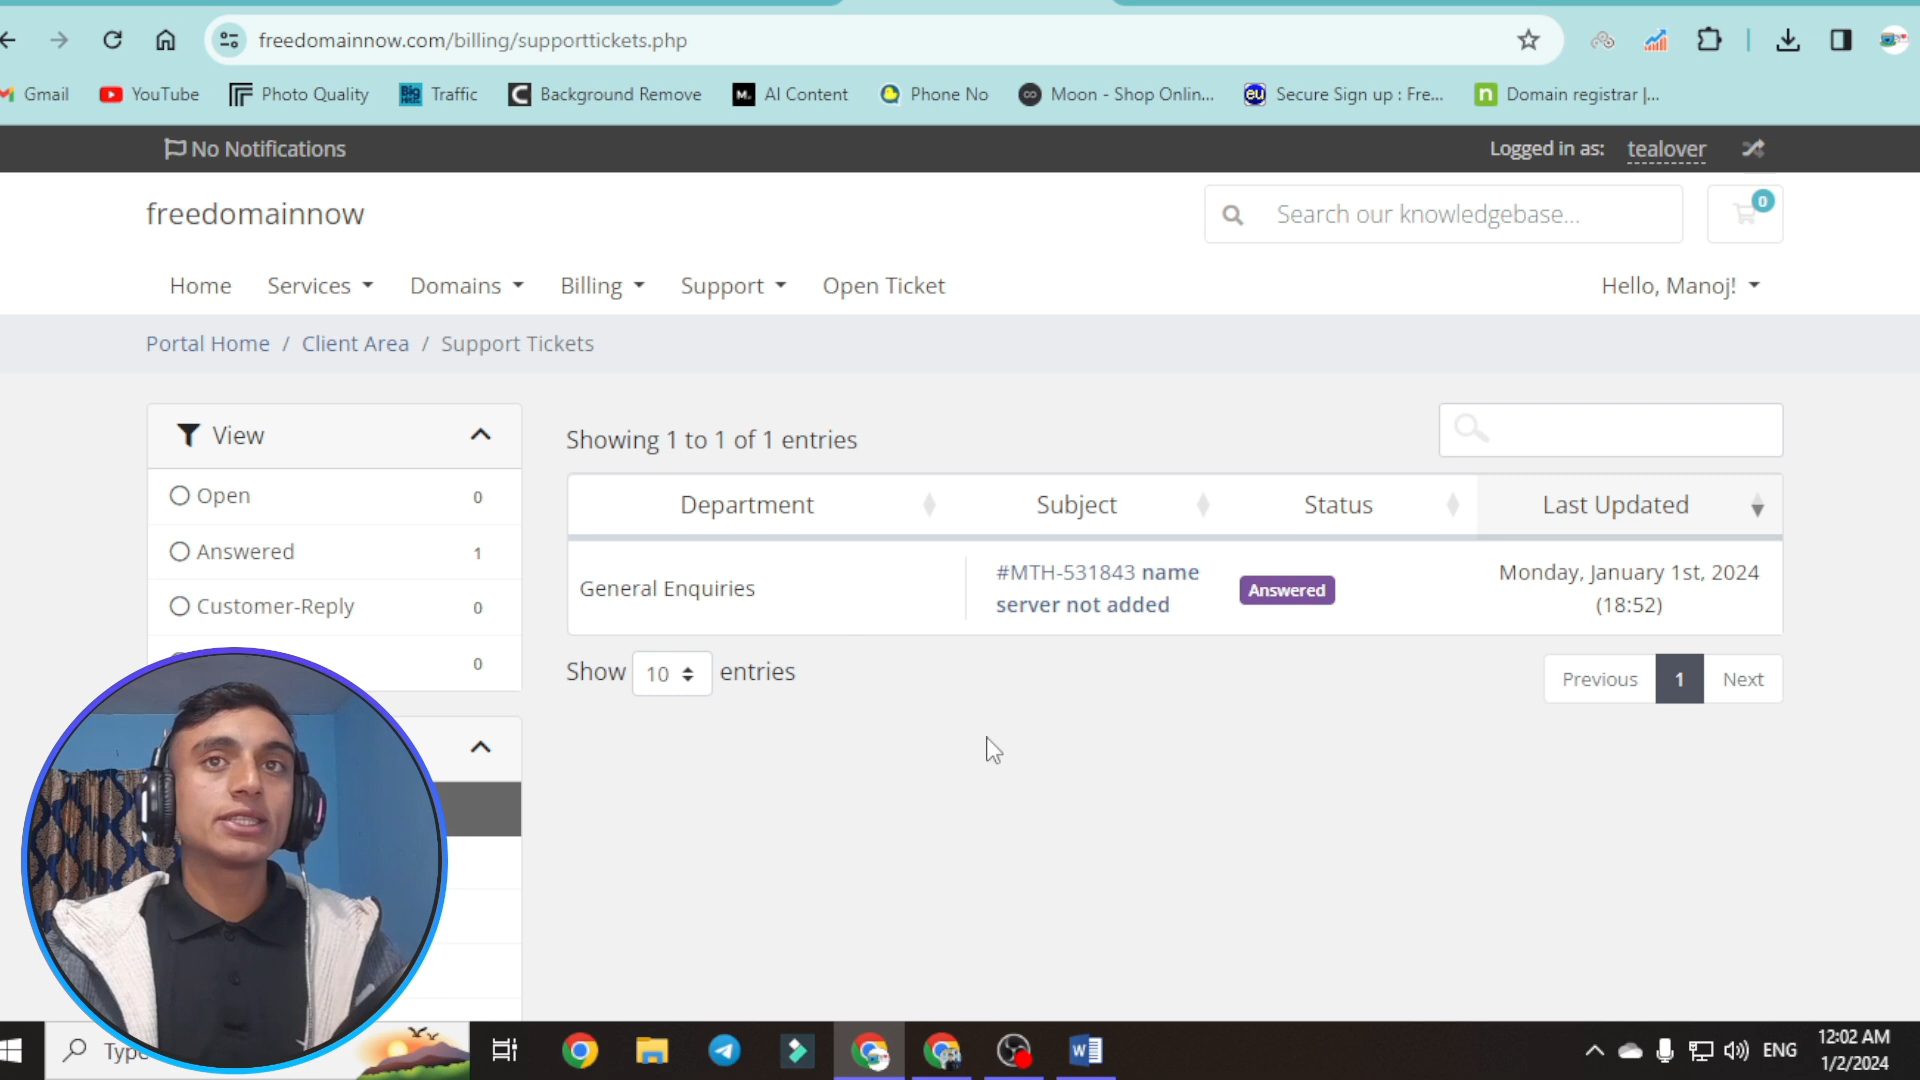 freedomainnow.com/billing/supporttickets.php
Gmail YouTube Photo Quality Big Traffic Background Remove M. AI Content Phone No Moon - Shop Onlin... eu Secure Sign up : Fre... n Domain registrar |...
No Notifications Logged in as: tealover
freedomainnow Search our knowledgebase... 0
Home Services Domains Billing Support Open Ticket Hello, Manoj!
Portal Home / Client Area / Support Tickets
View
Open 0
Answered 1
Customer-Reply 0
0
Showing 1 to 1 of 1 entries
Department Subject Status Last Updated
General Enquiries #MTH-531843 name server not added Answered Monday, January 1st, 2024 (18:52)
Show 10 entries Previous 1 Next
Type
W
ENG
12:02 AM
1/2/2024